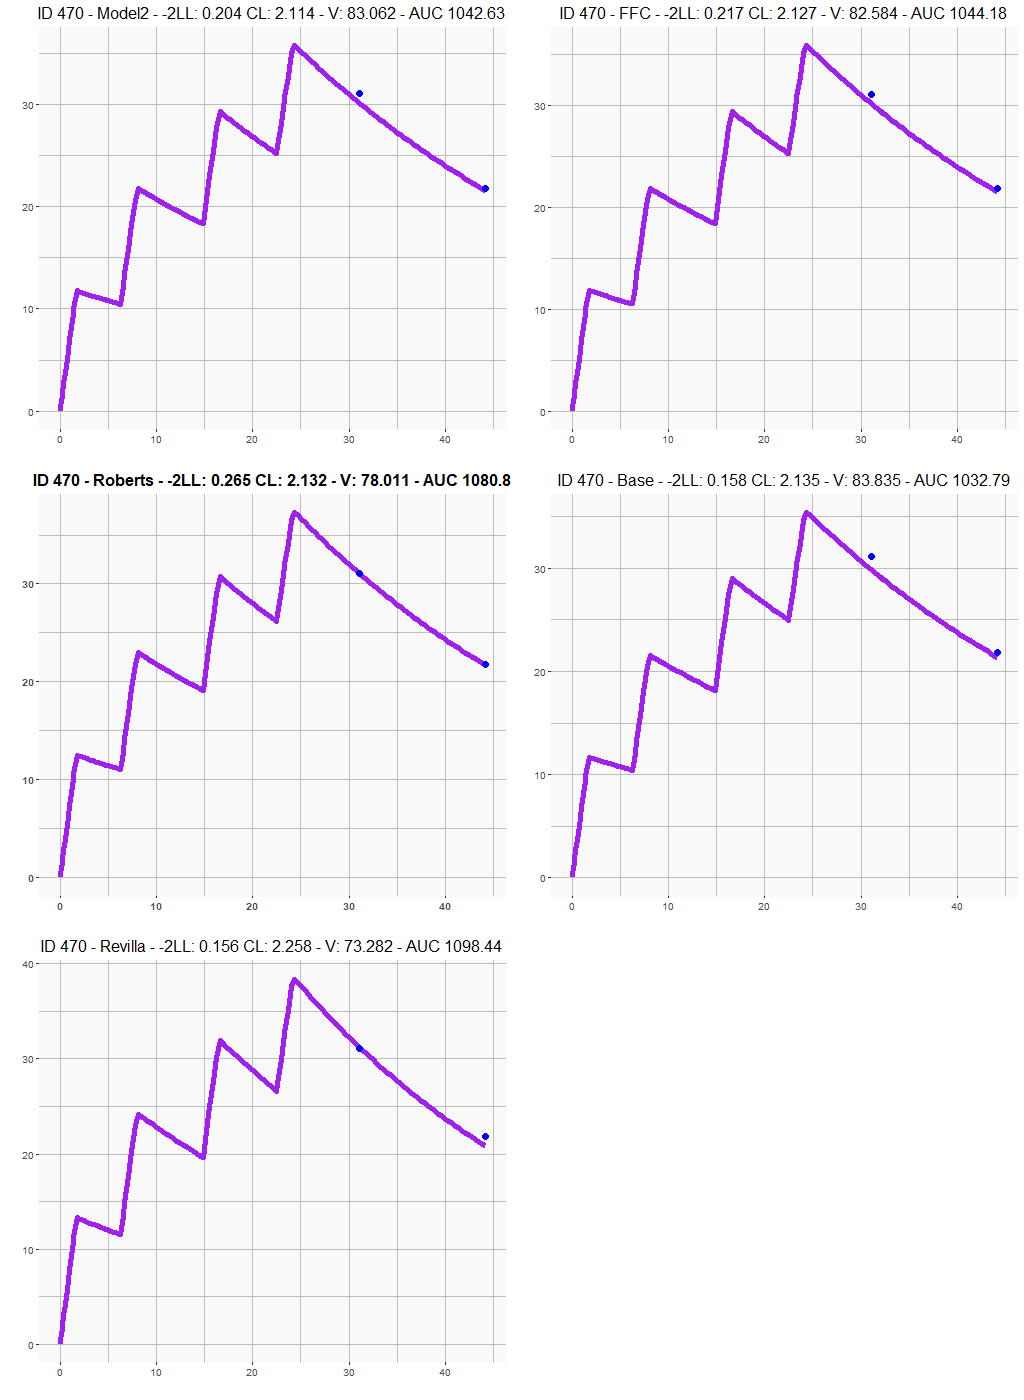 ID 470 - Model2 - -2LL: 0.204 CL: 2.114 - V: 83.062 - AUC 1042.63
30
20
10
0
0 10 20 30 40
ID 470 - FFC - -2LL: 0.217 CL: 2.127 - V: 82.584 - AUC 1044.18
30
20
10
0
0 10 20 30 40
ID 470 - Roberts - -2LL: 0.265 CL: 2.132 - V: 78.011 - AUC 1080.8
30
20
10
0
0 10 20 30 40
ID 470 - Base - -2LL: 0.158 CL: 2.135 - V: 83.835 - AUC 1032.79
30
20
10
0
0 10 20 30 40
ID 470 - Revilla - -2LL: 0.156 CL: 2.258 - V: 73.282 - AUC 1098.44
40
30
20
10
0
0 10 20 30 40